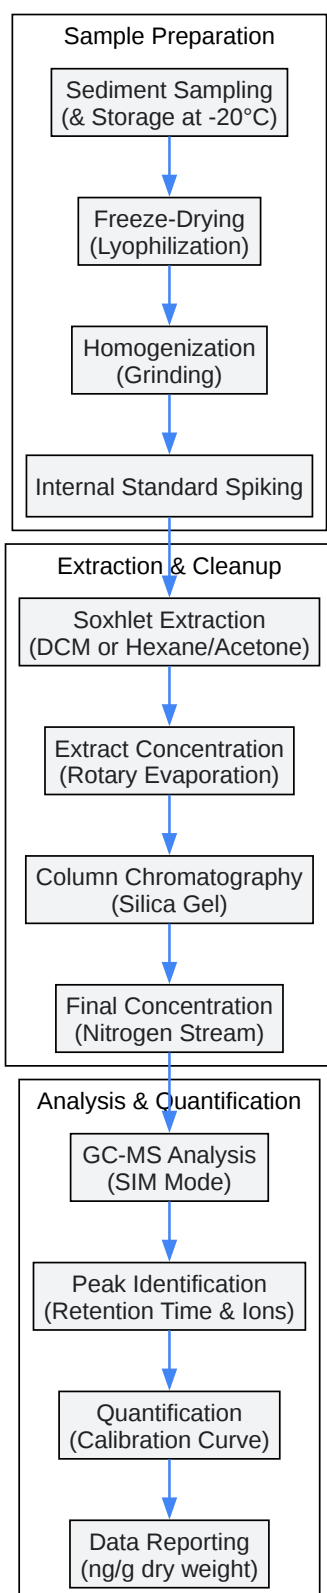 Sample Preparation
Sediment Sampling
(& Storage at -20°C)
Freeze-Drying
(Lyophilization)
Homogenization
(Grinding)
Internal Standard Spiking
Extraction & Cleanup
Soxhlet Extraction
(DCM or Hexane/Acetone)
Extract Concentration
(Rotary Evaporation)
Column Chromatography
(Silica Gel)
Final Concentration
(Nitrogen Stream)
Analysis & Quantification
GC-MS Analysis
(SIM Mode)
Peak Identification
(Retention Time & Ions)
Quantification
(Calibration Curve)
Data Reporting
(ng/g dry weight)